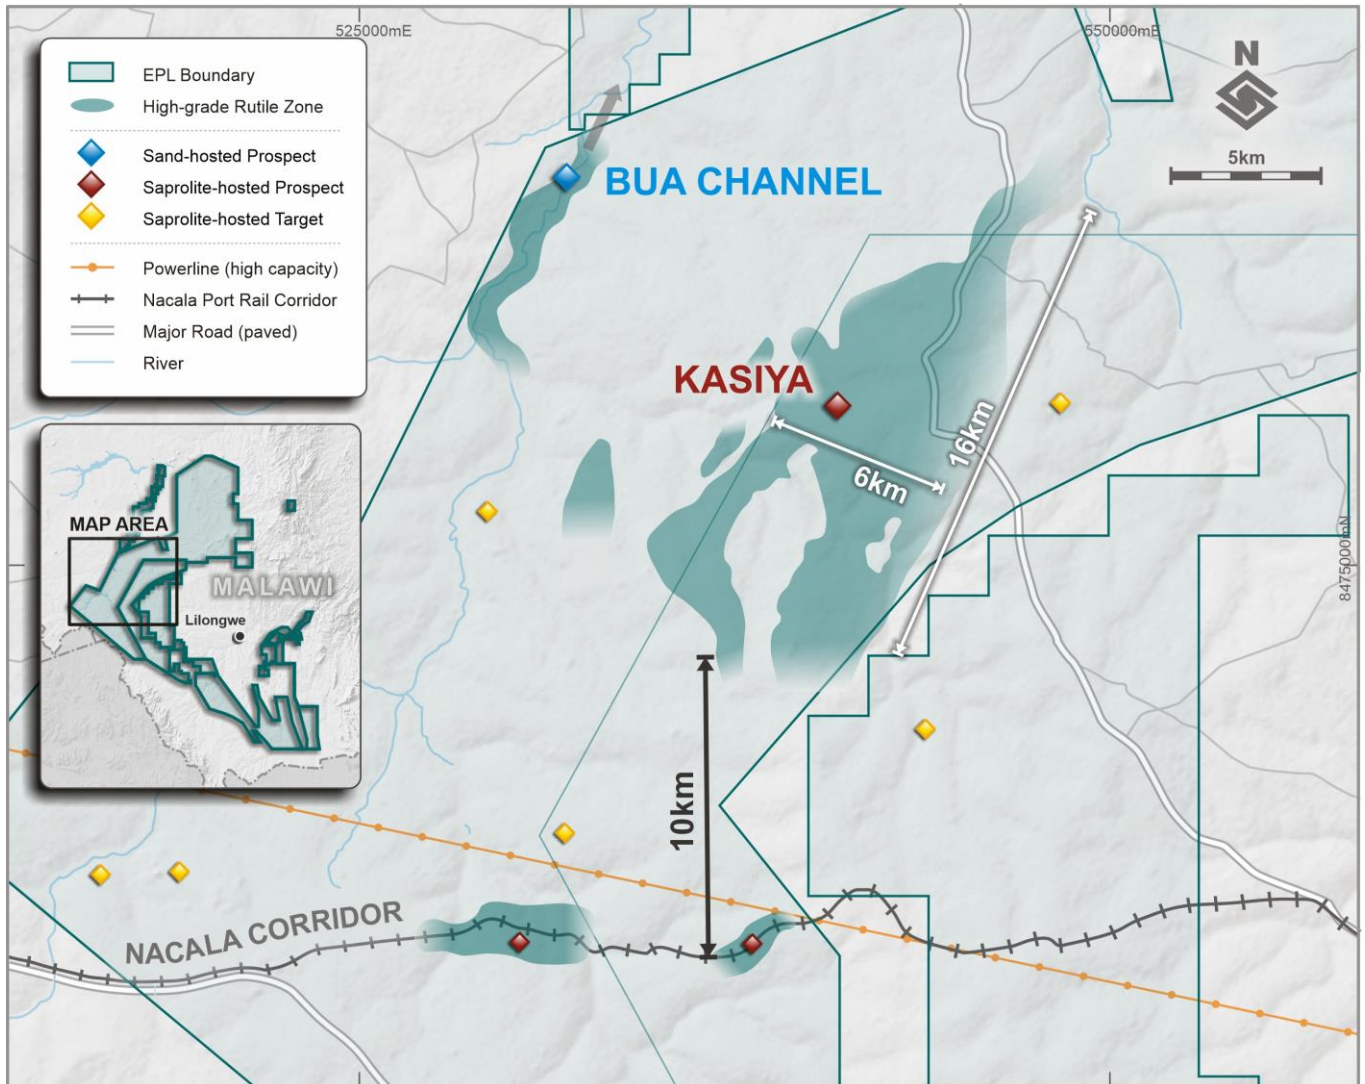 525000mE
550000mE
EPL Boundary
High-grade Rutile Zone
Sand-hosted Prospect
Saprolite-hosted Prospect
Saprolite-hosted Target
Powerline (high capacity)
Nacala Port Rail Corridor
Major Road (paved)
River
N
5km
BUA CHANNEL
KASIYA
6km
16km
8475000mN
MAP AREA
MALAWI
Lilongwe
10km
NACALA CORRIDOR